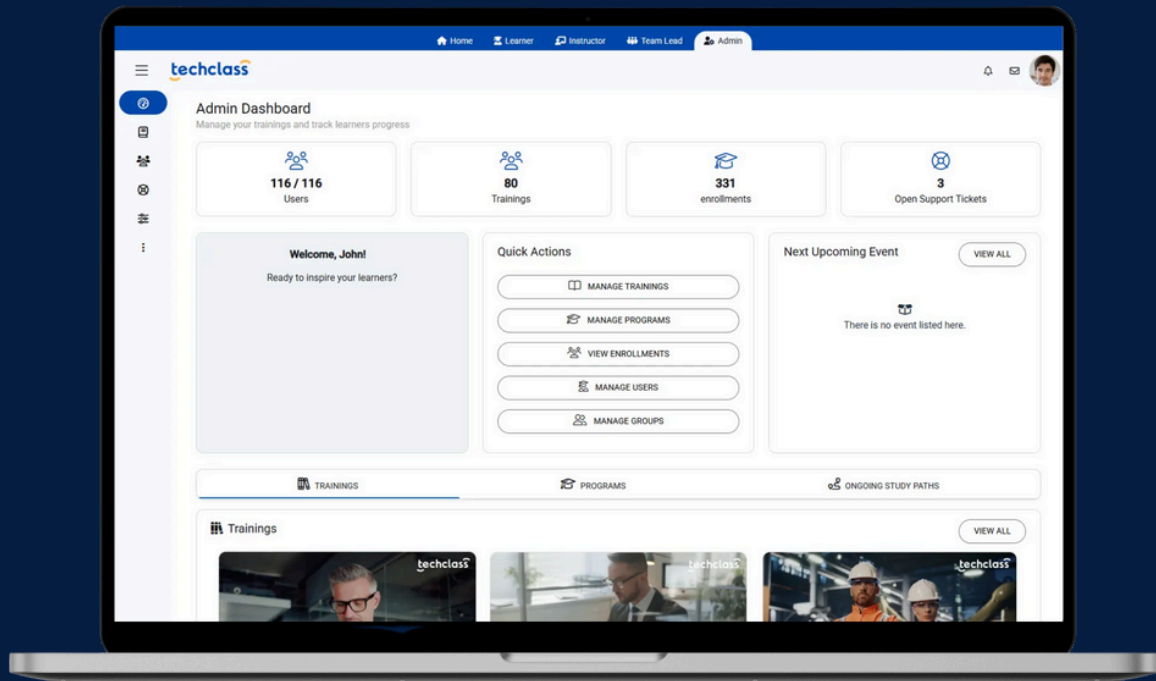 Home
Learner
Instructor
Team Lead
Admin
techclass
Admin Dashboard
Manage your trainings and track learners progress
116 / 116
Users
80
Trainings
331
enrollments
3
Open Support Tickets
Welcome, John!
Ready to inspire your learners?
Quick Actions
MANAGE TRAININGS
MANAGE PROGRAMS
VIEW ENROLLMENTS
MANAGE USERS
MANAGE GROUPS
Next Upcoming Event
VIEW ALL
There is no event listed here.
TRAININGS
PROGRAMS
ONGOING STUDY PATHS
Trainings
VIEW ALL
techclass
techclass
techclass